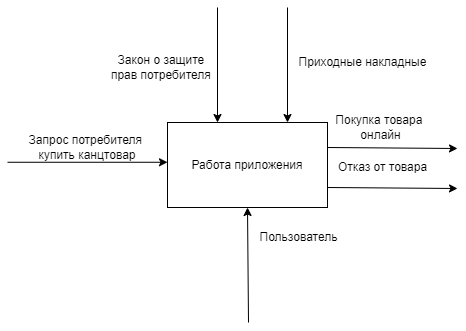 Закон о защите
прав потребителя
Приходные накладные
Запрос потребителя
купить канцтовар
Работа приложения
Покупка товара
онлайн
Отказ от товара
Пользователь